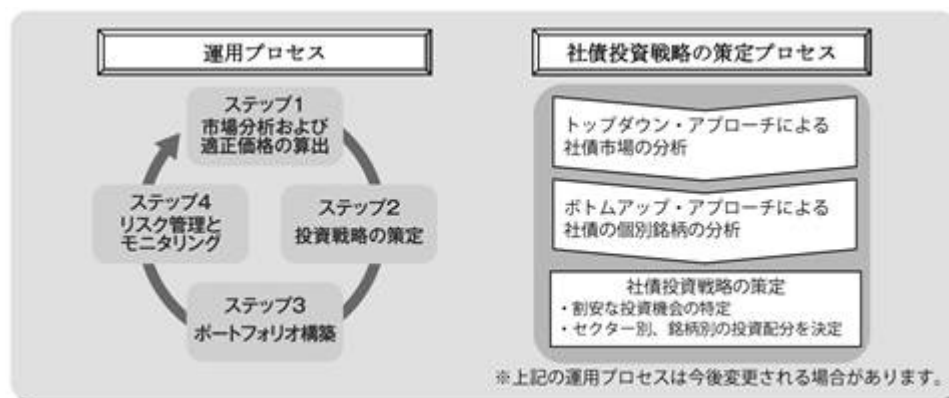 運用プロセス
ステップ1
市場分析および
適正価格の算出
ステップ2
投資戦略の策定
ステップ3
ポートフォリオ構築
ステップ4
リスク管理と
モニタリング
社債投資戦略の策定プロセス
トップダウン・アプローチによる
社債市場の分析
ボトムアップ・アプローチによる
社債の個別銘柄の分析
社債投資戦略の策定
・割安な投資機会の特定
・セクター別、銘柄別の投資配分を決定
※上記の運用プロセスは今後変更される場合があります。